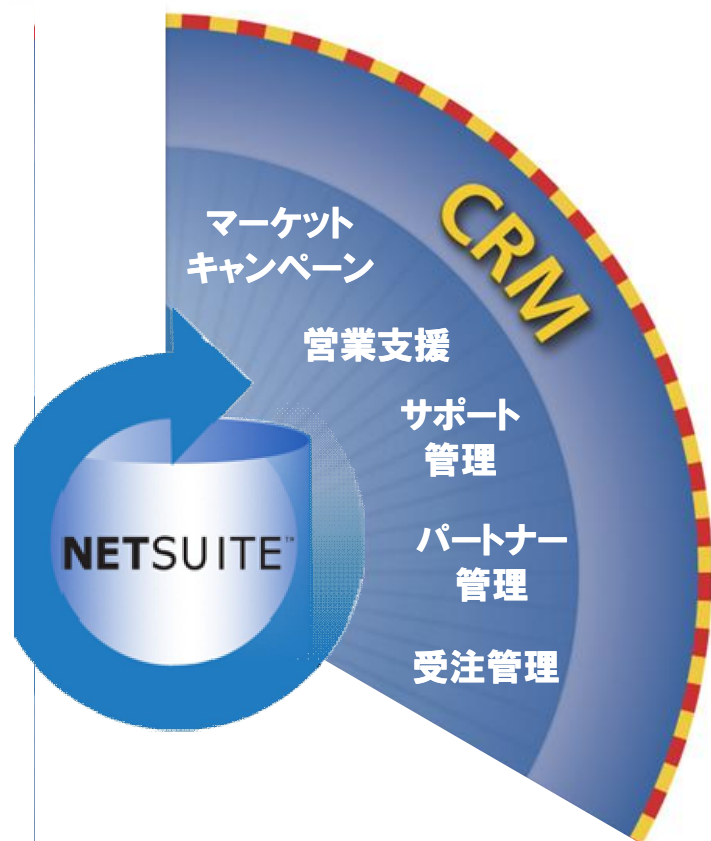 CRM
マーケット
キャンペーン
営業支援
サポート
管理
パートナー
管理
受注管理
NETSUITE™